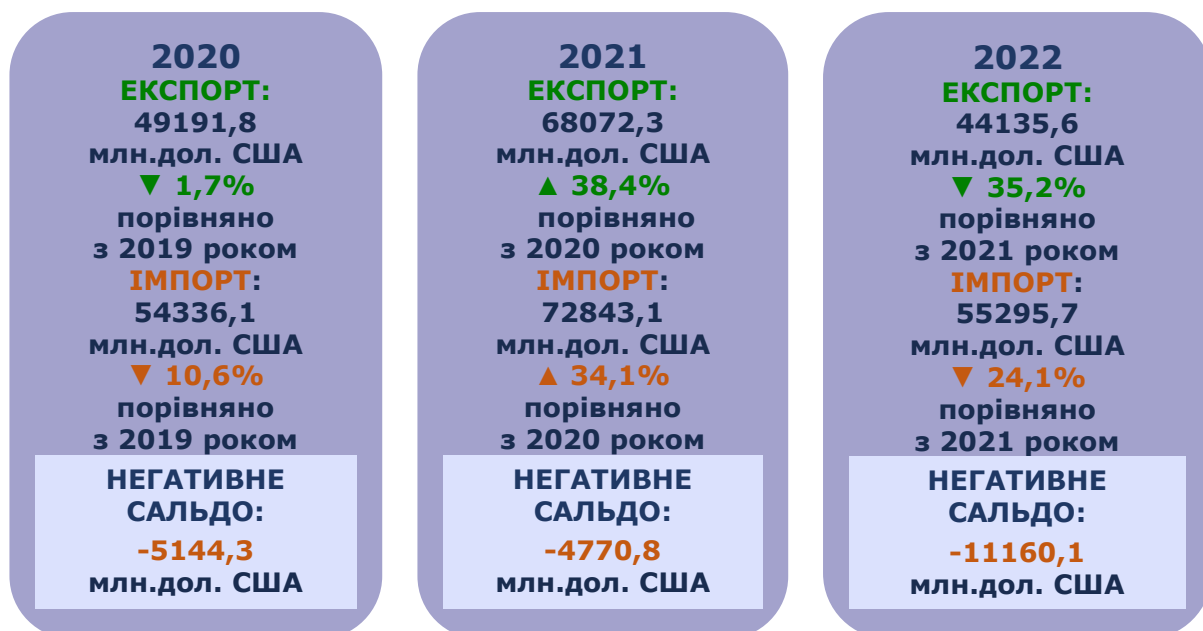 2020
ЕКСПОРТ:
49191,8
млн.дол. США
▼ 1,7%
порівняно
з 2019 роком
ІМПОРТ:
54336,1
млн.дол. США
▼ 10,6%
порівняно
з 2019 роком
НЕГАТИВНЕ
САЛЬДО:
-5144,3
млн.дол. США
2021
ЕКСПОРТ:
68072,3
млн.дол. США
▲ 38,4%
порівняно
з 2020 роком
ІМПОРТ:
72843,1
млн.дол. США
▲ 34,1%
порівняно
з 2020 роком
НЕГАТИВНЕ
САЛЬДО:
-4770,8
млн.дол. США
2022
ЕКСПОРТ:
44135,6
млн.дол. США
▼ 35,2%
порівняно
з 2021 роком
ІМПОРТ:
55295,7
млн.дол. США
▼ 24,1%
порівняно
з 2021 роком
НЕГАТИВНЕ
САЛЬДО:
-11160,1
млн.дол. США